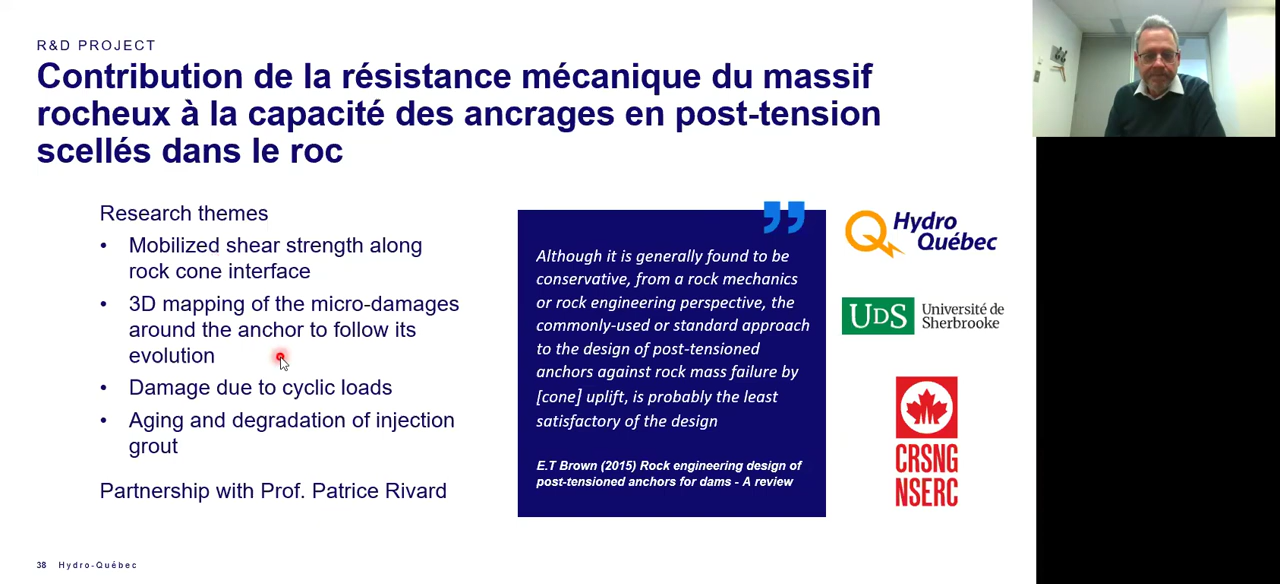 R&D PROJECT
Contribution de la résistance mécanique du massif
rocheux à la capacité des ancrages en post-tension
scellés dans le roc
Research themes
• Mobilized shear strength along
rock cone interface
• 3D mapping of the micro-damages
around the anchor to follow its
evolution
• Damage due to cyclic loads
• Aging and degradation of injection
grout
Partnership with Prof. Patrice Rivard
”
Although it is generally found to be
conservative, from a rock mechanics
or rock engineering perspective, the
commonly-used or standard approach
to the design of post-tensioned
anchors against rock mass failure by
[cone] uplift, is probably the least
satisfactory of the design
E.T Brown (2015) Rock engineering design of
post-tensioned anchors for dams - A review
Hydro
Québec
UDS Université de
Sherbrooke
CRSNG
NSERC
38 Hydro-Québec